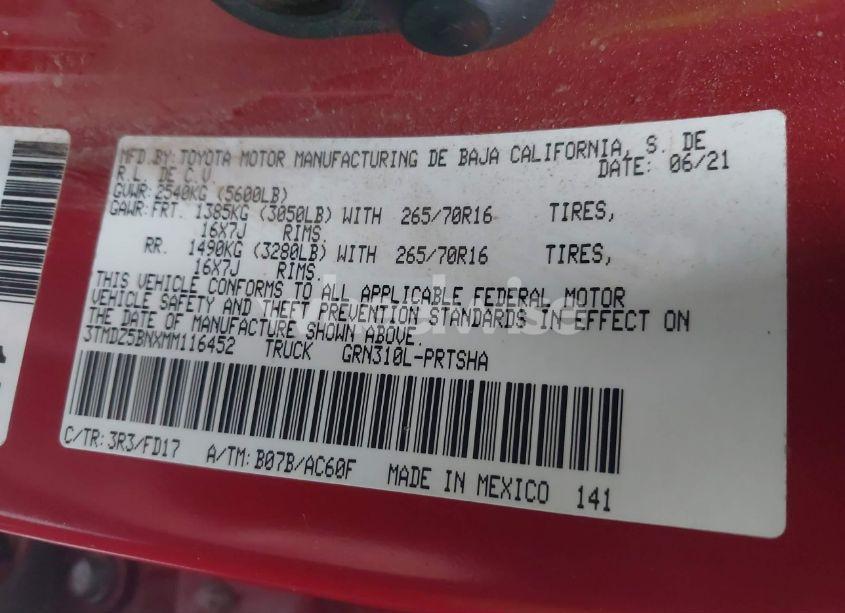 MFD.BY: TOYOTA MOTOR MANUFACTURING DE BAJA CALIFORNIA, S. DE
R.L. DE C.V. DATE: 06/21
GVWR: 2540KG (5600LB)
GAWR: FRT. 1385KG (3050LB) WITH 265/70R16 TIRES,
16X7J RIMS.
RR. 1490KG (3280LB) WITH 265/70R16 TIRES,
16X7J RIMS.
THIS VEHICLE CONFORMS TO ALL APPLICABLE FEDERAL MOTOR
VEHICLE SAFETY AND THEFT PREVENTION STANDARDS IN EFFECT ON
THE DATE OF MANUFACTURE SHOWN ABOVE.
3TMDZ5BNXMM116452 TRUCK GRN310L-PRTSHA
C/TR: 3R3/FD17 A/TM: B07B/AC60F MADE IN MEXICO 141